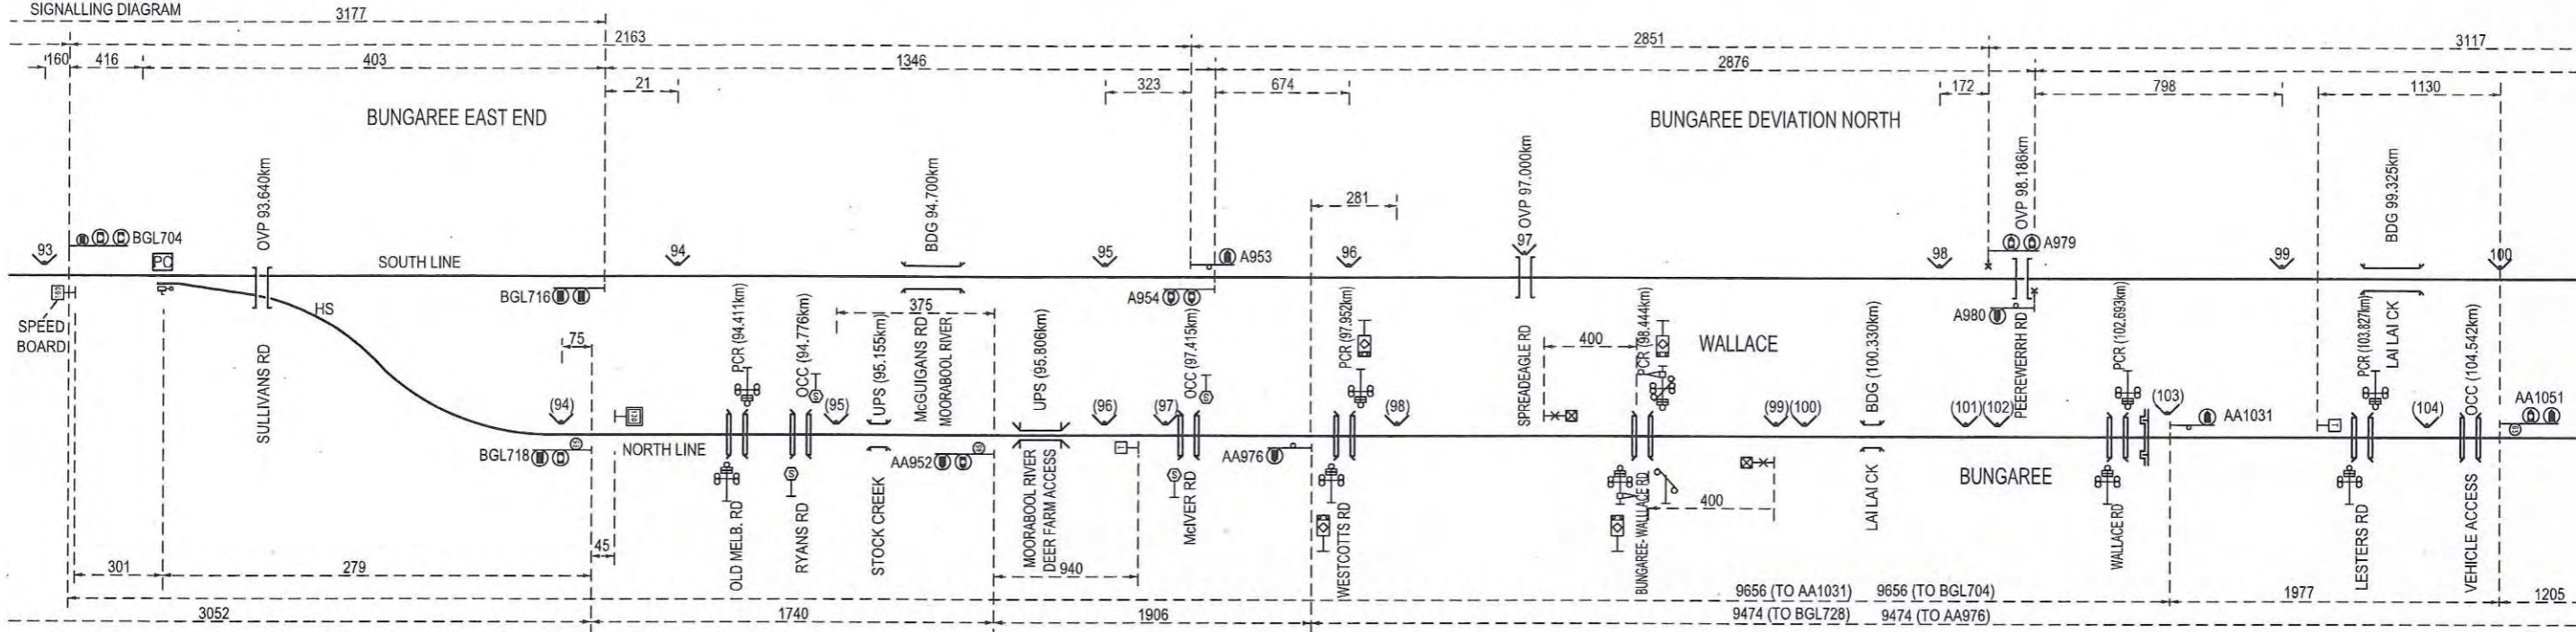 SIGNALLING DIAGRAM
3177
2163
2851
3117
160
416
403
1346
2876
21
323
674
172
798
1130
BUNGAREE EAST END
BUNGAREE DEVIATION NORTH
OVP 93.640km
BDG 94.700km
281
OVP 97.000km
OVP 98.186km
BDG 99.325km
93
BGL704
PC
SOUTH LINE
94
95
A953
96
97
98
A979
99
100
SPEED
BOARD
HS
BGL716
A954
A980
SULLIVANS RD
75
375
McGUIGANS RD
MOORABOOL RIVER
PCR (94.411km)
OCC (94.776km)
UPS (95.155km)
UPS (95.806km)
OCC (97.415km)
PCR (97.952km)
SPREADEAGLE RD
400
PCR (98.444km)
WALLACE
BDG (100.330km)
PEEREWERRH RD
PCR (102.693km)
PCR (103.827km)
LAI LAI CK
OCC (104.542km)
(94)
(95)
(96)
(97)
(98)
(99)
(100)
(101)
(102)
(103)
AA1031
(104)
AA1051
BGL718
NORTH LINE
AA952
AA976
BUNGAREE
S
S
S
S
OLD MELB. RD
RYANS RD
STOCK CREEK
MOORABOOL RIVER
DEER FARM ACCESS
McIVER RD
WESTCOTTS RD
BUNGAREE-WALLLACE RD
400
LAI LAI CK
WALLACE RD
LESTERS RD
VEHICLE ACCESS
45
301
279
940
9656 (TO AA1031)
9656 (TO BGL704)
1977
1205
3052
1740
1906
9474 (TO BGL728)
9474 (TO AA976)